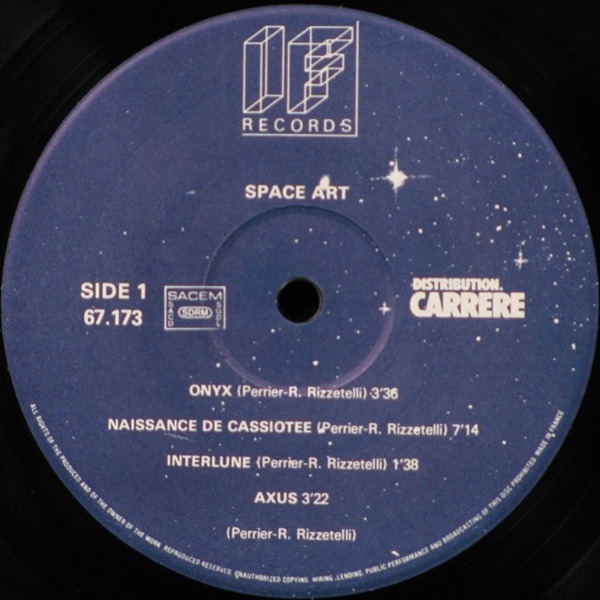 IF
RECORDS
SPACE ART
SIDE 1
67.173
SACEM
SACD SDRM SGDL
DISTRIBUTION.
CARRERE
ONYX (Perrier-R. Rizzetelli) 3'36
NAISSANCE DE CASSIOTEE (Perrier-R. Rizzetelli) 7'14
INTERLUNE (Perrier-R. Rizzetelli) 1'38
AXUS 3'22
(Perrier-R. Rizzetelli)
ALL RIGHTS OF THE PRODUCED AND OF THE OWNER OF THE WORK REPRODUCED RESERVED. UNAUTHORIZED COPYING. HIRING. LENDING. PUBLIC PERFORMANCE AND BROADCASTING OF THIS DISC PROHIBITED. MADE IN FRANCE